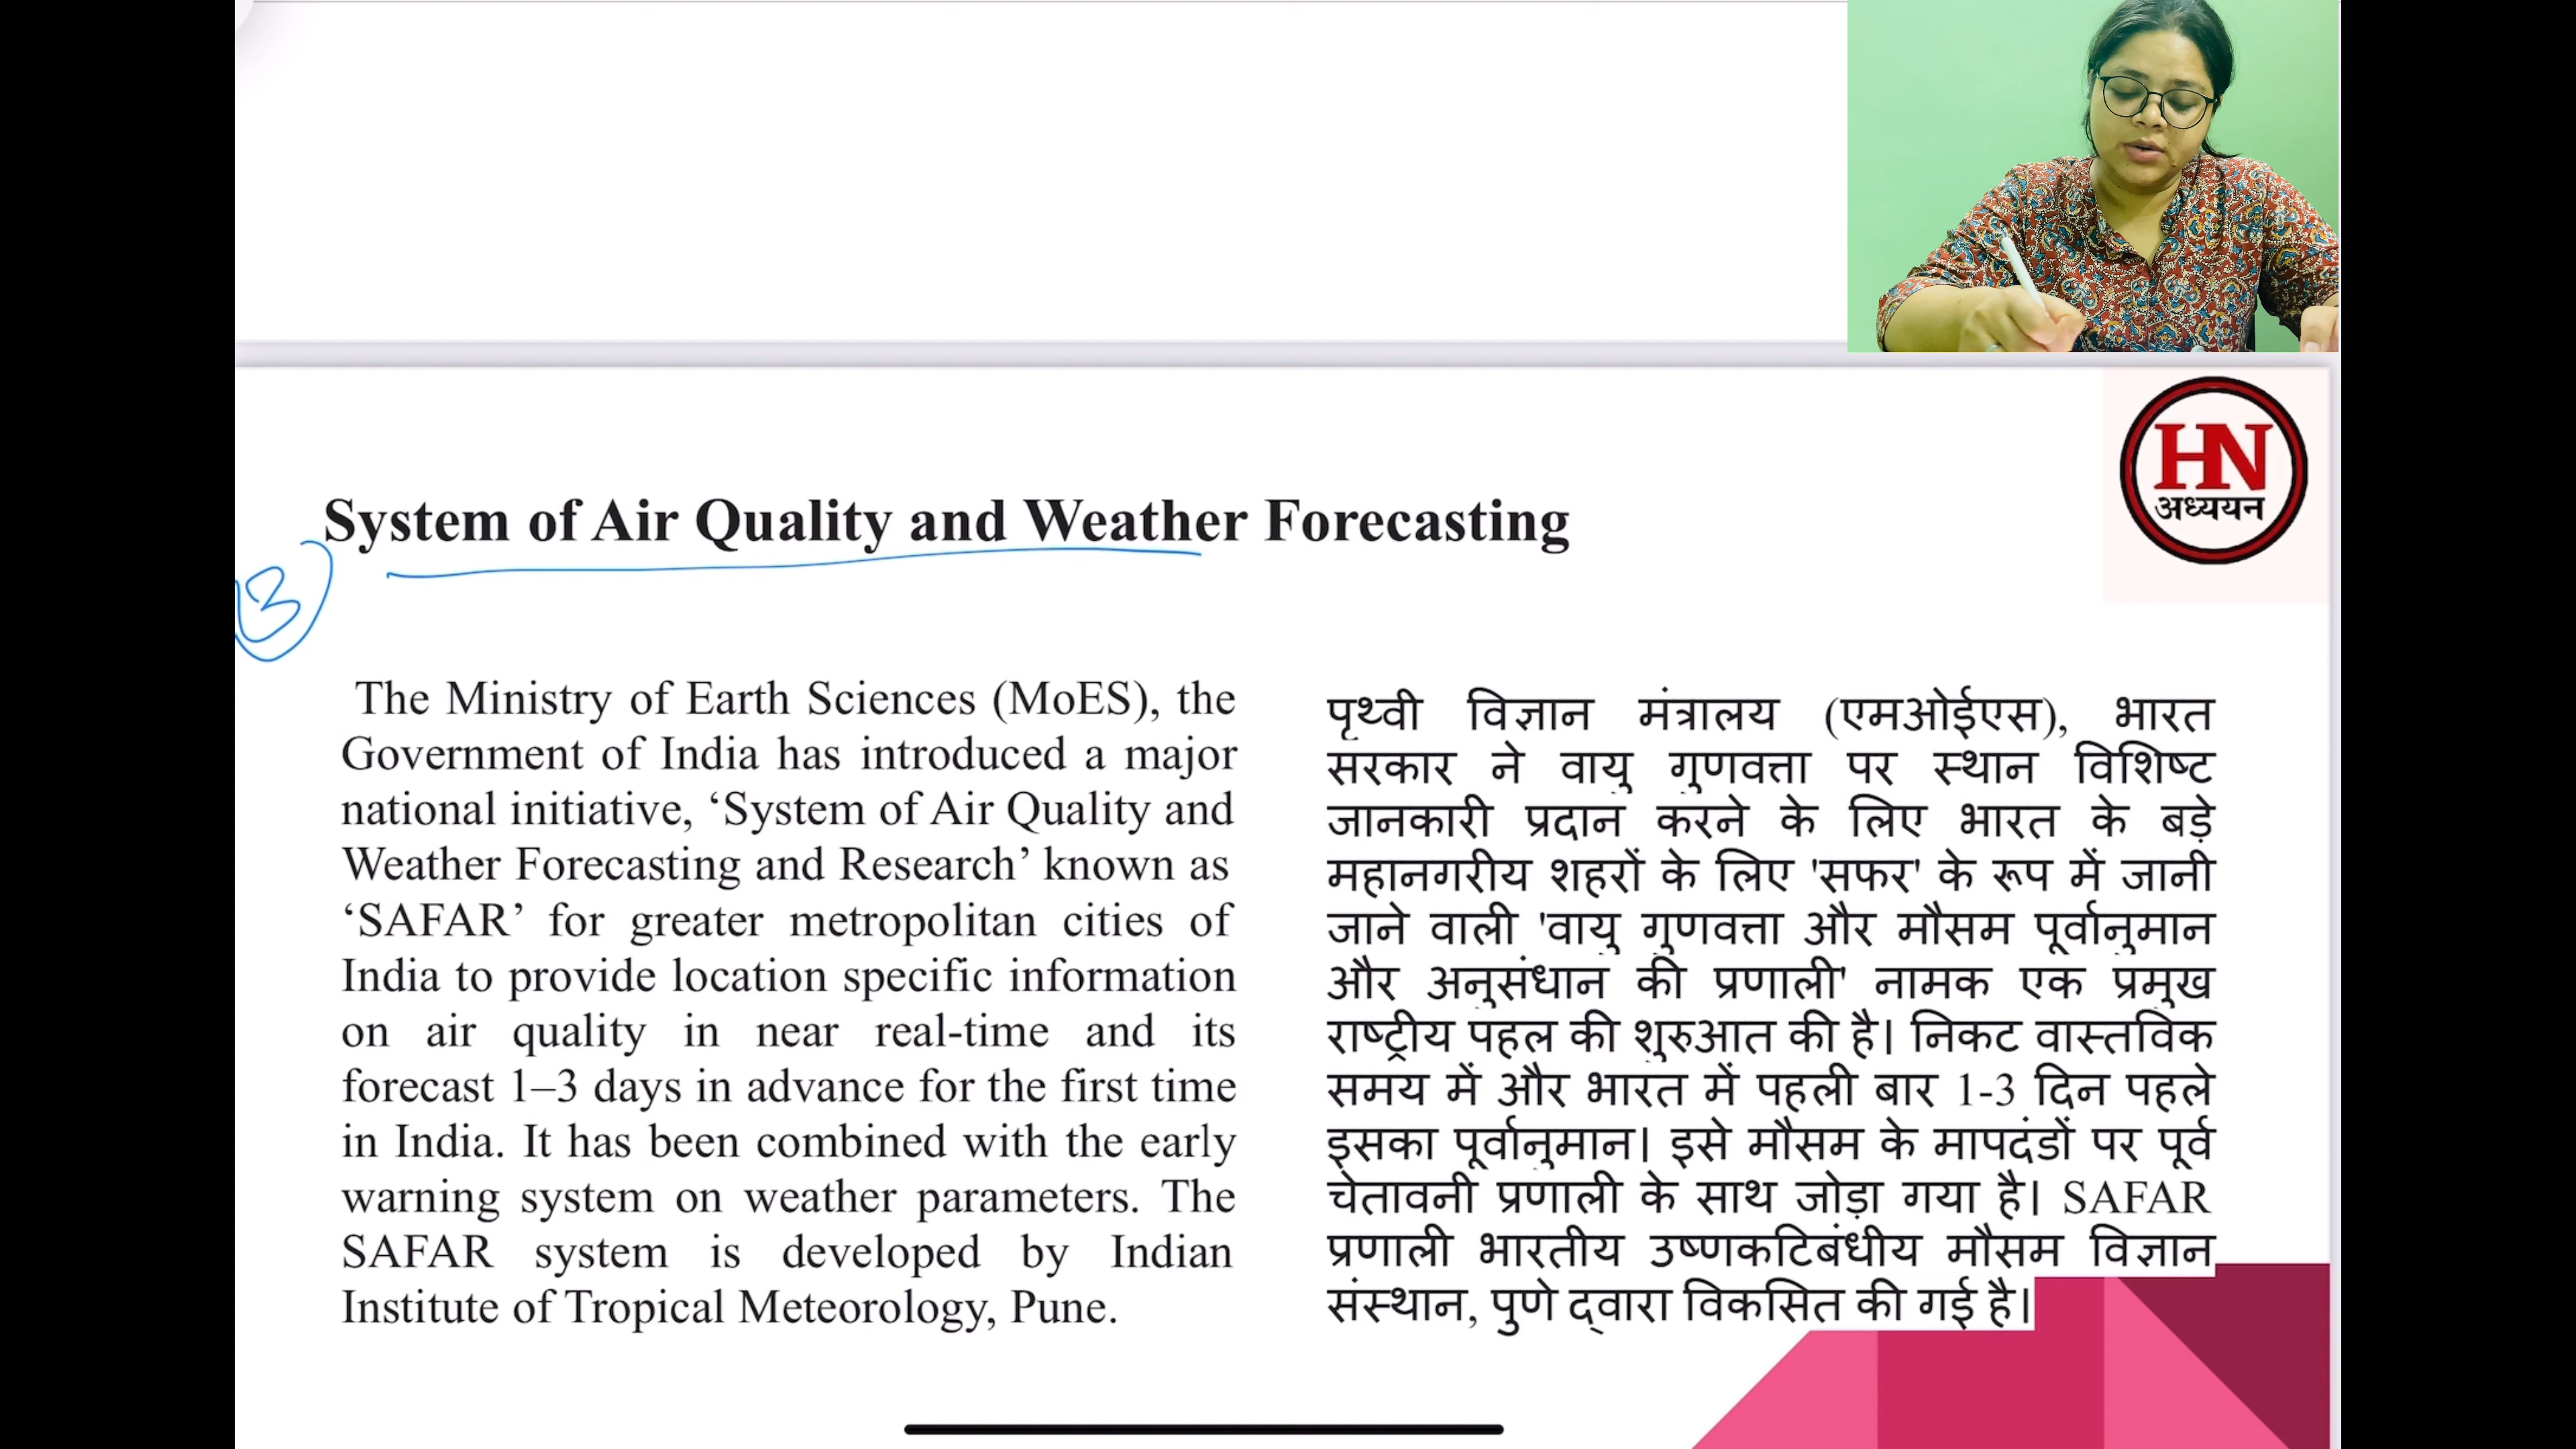 HN
अध्ययन
System of Air Quality and Weather Forecasting
3
The Ministry of Earth Sciences (MoES), the
Government of India has introduced a major
national initiative, ‘System of Air Quality and
Weather Forecasting and Research’ known as
‘SAFAR’ for greater metropolitan cities of
India to provide location specific information
on air quality in near real-time and its
forecast 1–3 days in advance for the first time
in India. It has been combined with the early
warning system on weather parameters. The
SAFAR system is developed by Indian
Institute of Tropical Meteorology, Pune.
पृथ्वी विज्ञान मंत्रालय (एमओईएस), भारत
सरकार ने वायु गुणवत्ता पर स्थान विशिष्ट
जानकारी प्रदान करने के लिए भारत के बड़े
महानगरीय शहरों के लिए 'सफर' के रूप में जानी
जाने वाली 'वायु गुणवत्ता और मौसम पूर्वानुमान
और अनुसंधान की प्रणाली' नामक एक प्रमुख
राष्ट्रीय पहल की शुरुआत की है। निकट वास्तविक
समय में और भारत में पहली बार 1-3 दिन पहले
इसका पूर्वानुमान। इसे मौसम के मापदंडों पर पूर्व
चेतावनी प्रणाली के साथ जोड़ा गया है। SAFAR
प्रणाली भारतीय उष्णकटिबंधीय मौसम विज्ञान
संस्थान, पुणे द्वारा विकसित की गई है।